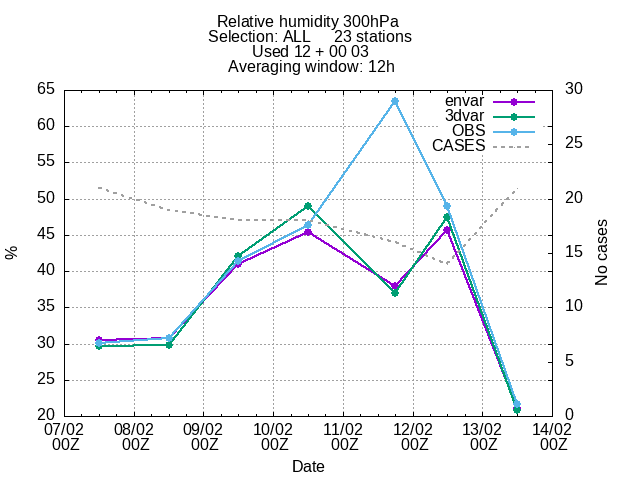 Relative humidity 300hPa
Selection: ALL 23 stations
Used 12 + 00 03
Averaging window: 12h
envar
3dvar
OBS
CASES
65
60
55
50
45
40
35
30
25
20
%
30
25
20
15
10
5
0
No cases
07/02 08/02 09/02 10/02 11/02 12/02 13/02 14/02
00Z 00Z 00Z 00Z 00Z 00Z 00Z 00Z
Date